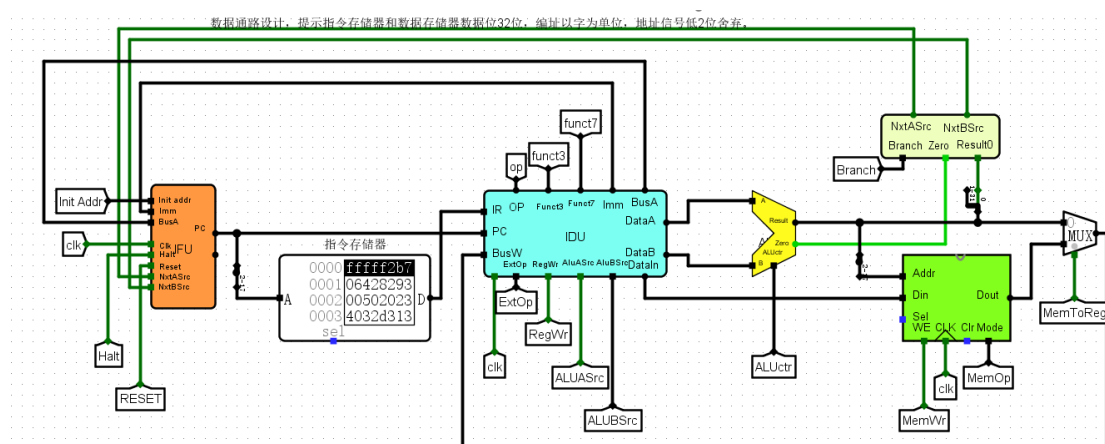 数据通路设计，提示指令存储器和数据存储器数据位32位，编址以字为单位，地址信号低2位舍弃。
NxtASrc NxtBSrc
Branch Zero Result0
Branch
funct7
funct3
op
Init Addr
Init addr
Imm
BusA
PC
IFU
Clk
Halt
Reset
NxtASrc
NxtBSrc
clk
Halt
RESET
指令存储器
0000 fffff2b7
0001 06428293
0002 00502023
0003 4032d313
A
D
sel
IR OP Funct3 Funct7 Imm BusA
DataA
PC
IDU
BusW
DataB
ExtOp RegWr AluASrc AluBSrc DataIn
ExtOp
RegWr
clk
ALUASrc
ALUBSrc
A
Result
Zero
ALUctr
B
ALUctr
0
MUX
MemToReg
Addr
Din
Dout
Sel
WE CLK Clr Mode
clk
MemOp
MemWr